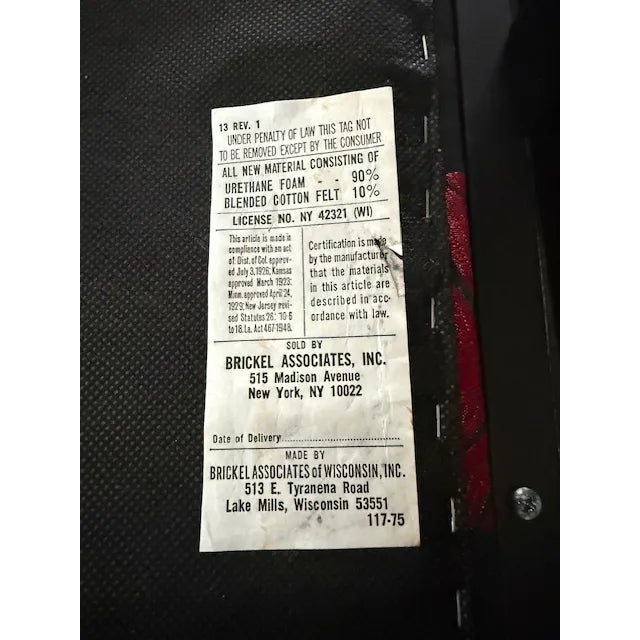 13 REV. 1
UNDER PENALTY OF LAW THIS TAG NOT
TO BE REMOVED EXCEPT BY THE CONSUMER
ALL NEW MATERIAL CONSISTING OF
URETHANE FOAM - - 90%
BLENDED COTTON FELT 10%
LICENSE NO. NY 42321 (WI)
This article is made in
compliance with an act
of Dist. of Col. approv-
ed July 3, 1926; Kansas
approved March 1923;
Minn. approved April 24,
1929; New Jersey revi-
sed Statutes 26: 10-6
to 18. La. Act 467-1948.
Certification is made
by the manufacturer
that the materials
in this article are
described in acc-
ordance with law.
SOLD BY
BRICKEL ASSOCIATES, INC.
515 Madison Avenue
New York, NY 10022
Date of Delivery
MADE BY
BRICKEL ASSOCIATES of WISCONSIN, INC.
513 E. Tyranena Road
Lake Mills, Wisconsin 53551
117-75